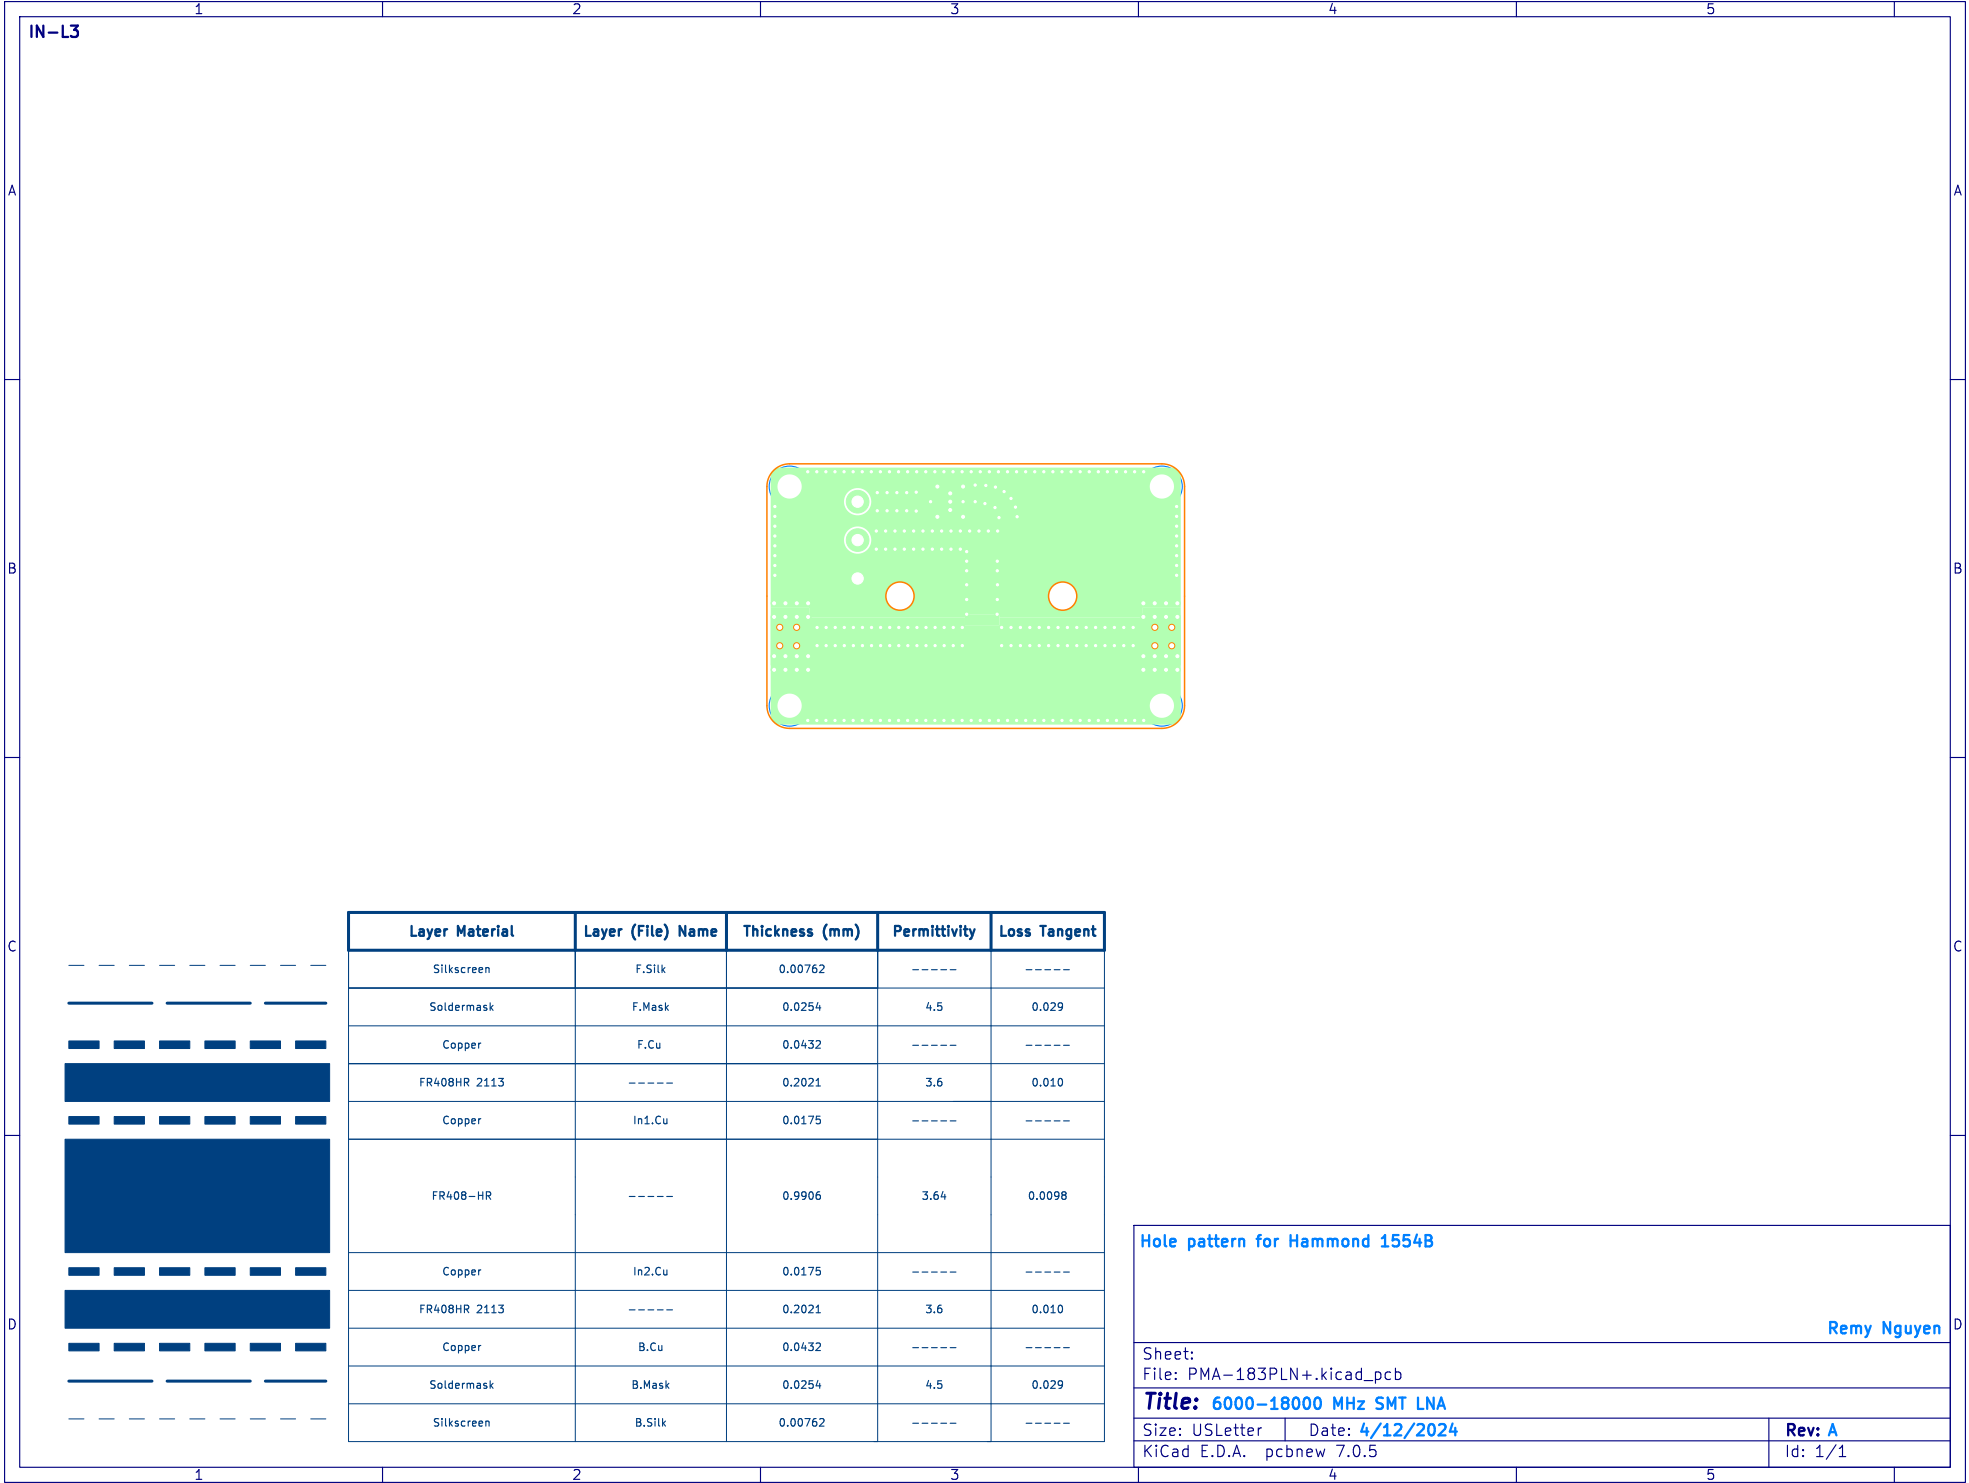 1 2 3 4 5
IN-L3
A A
B B
C C
Layer Material Layer (File) Name Thickness (mm) Permittivity Loss Tangent
Silkscreen F.Silk 0.00762 ----- -----
Soldermask F.Mask 0.0254 4.5 0.029
Copper F.Cu 0.0432 ----- -----
FR408HR 2113 ----- 0.2021 3.6 0.010
Copper In1.Cu 0.0175 ----- -----
FR408-HR ----- 0.9906 3.64 0.0098
Copper In2.Cu 0.0175 ----- -----
FR408HR 2113 ----- 0.2021 3.6 0.010
Copper B.Cu 0.0432 ----- -----
Soldermask B.Mask 0.0254 4.5 0.029
Silkscreen B.Silk 0.00762 ----- -----
Hole pattern for Hammond 1554B
D D
Remy Nguyen
Sheet:
File: PMA-183PLN+.kicad_pcb
Title: 6000-18000 MHz SMT LNA
Size: USLetter Date: 4/12/2024 Rev: A
KiCad E.D.A. pcbnew 7.0.5 Id: 1/1
1 2 3 4 5